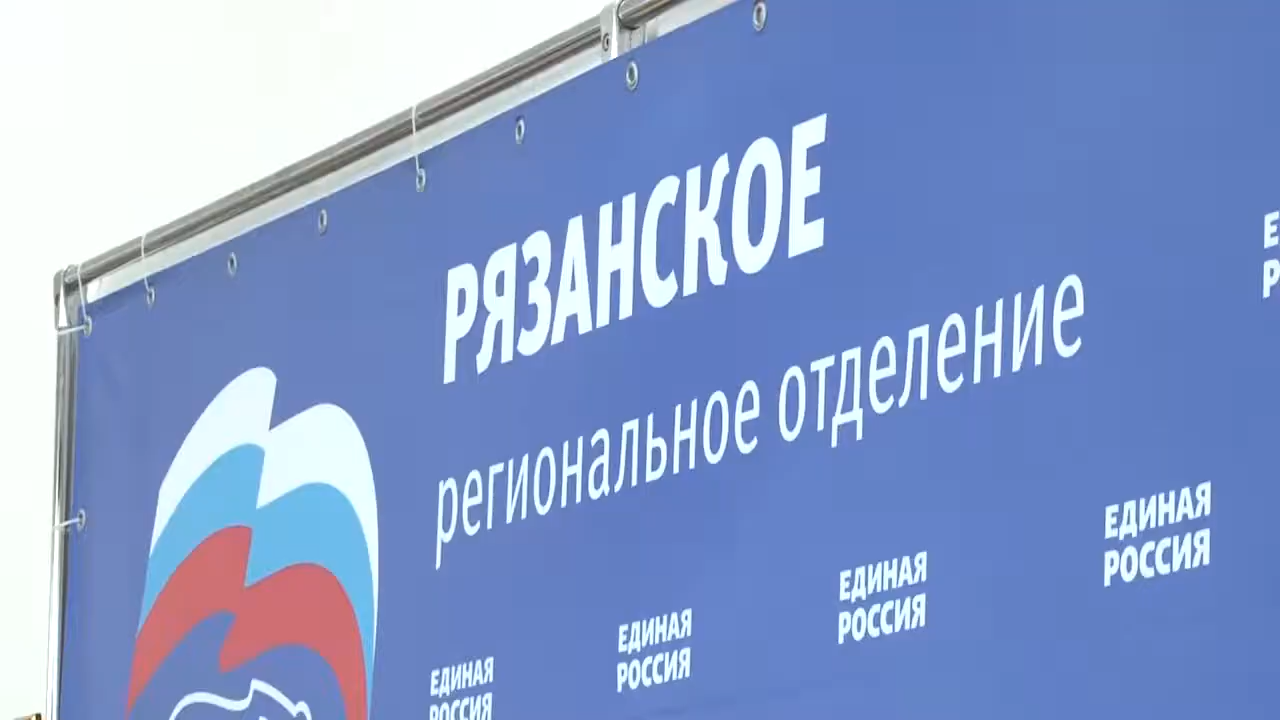 РЯЗАНСКОЕ
региональное отделение
ЕДИНАЯ
РОССИЯ
ЕДИНАЯ
РОССИЯ
ЕДИНАЯ
РОССИЯ
ЕДИНАЯ
РОССИЯ